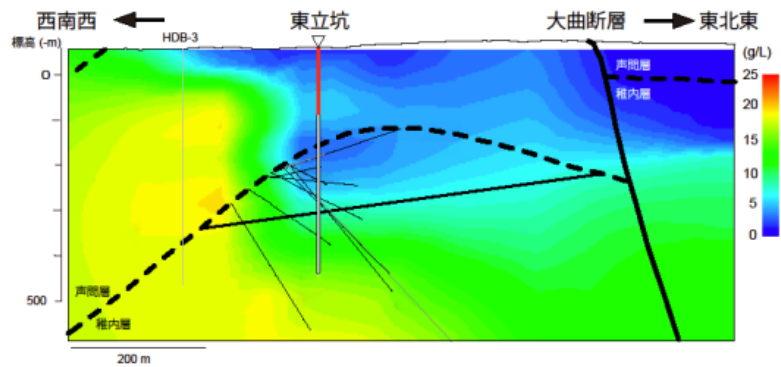 西南西
東立坑
大曲断層
東北東
標高 (-m)
HDB-3
(g/L)
0
500
声問層
稚内層
声問層
稚内層
25
20
15
10
5
0
200 m